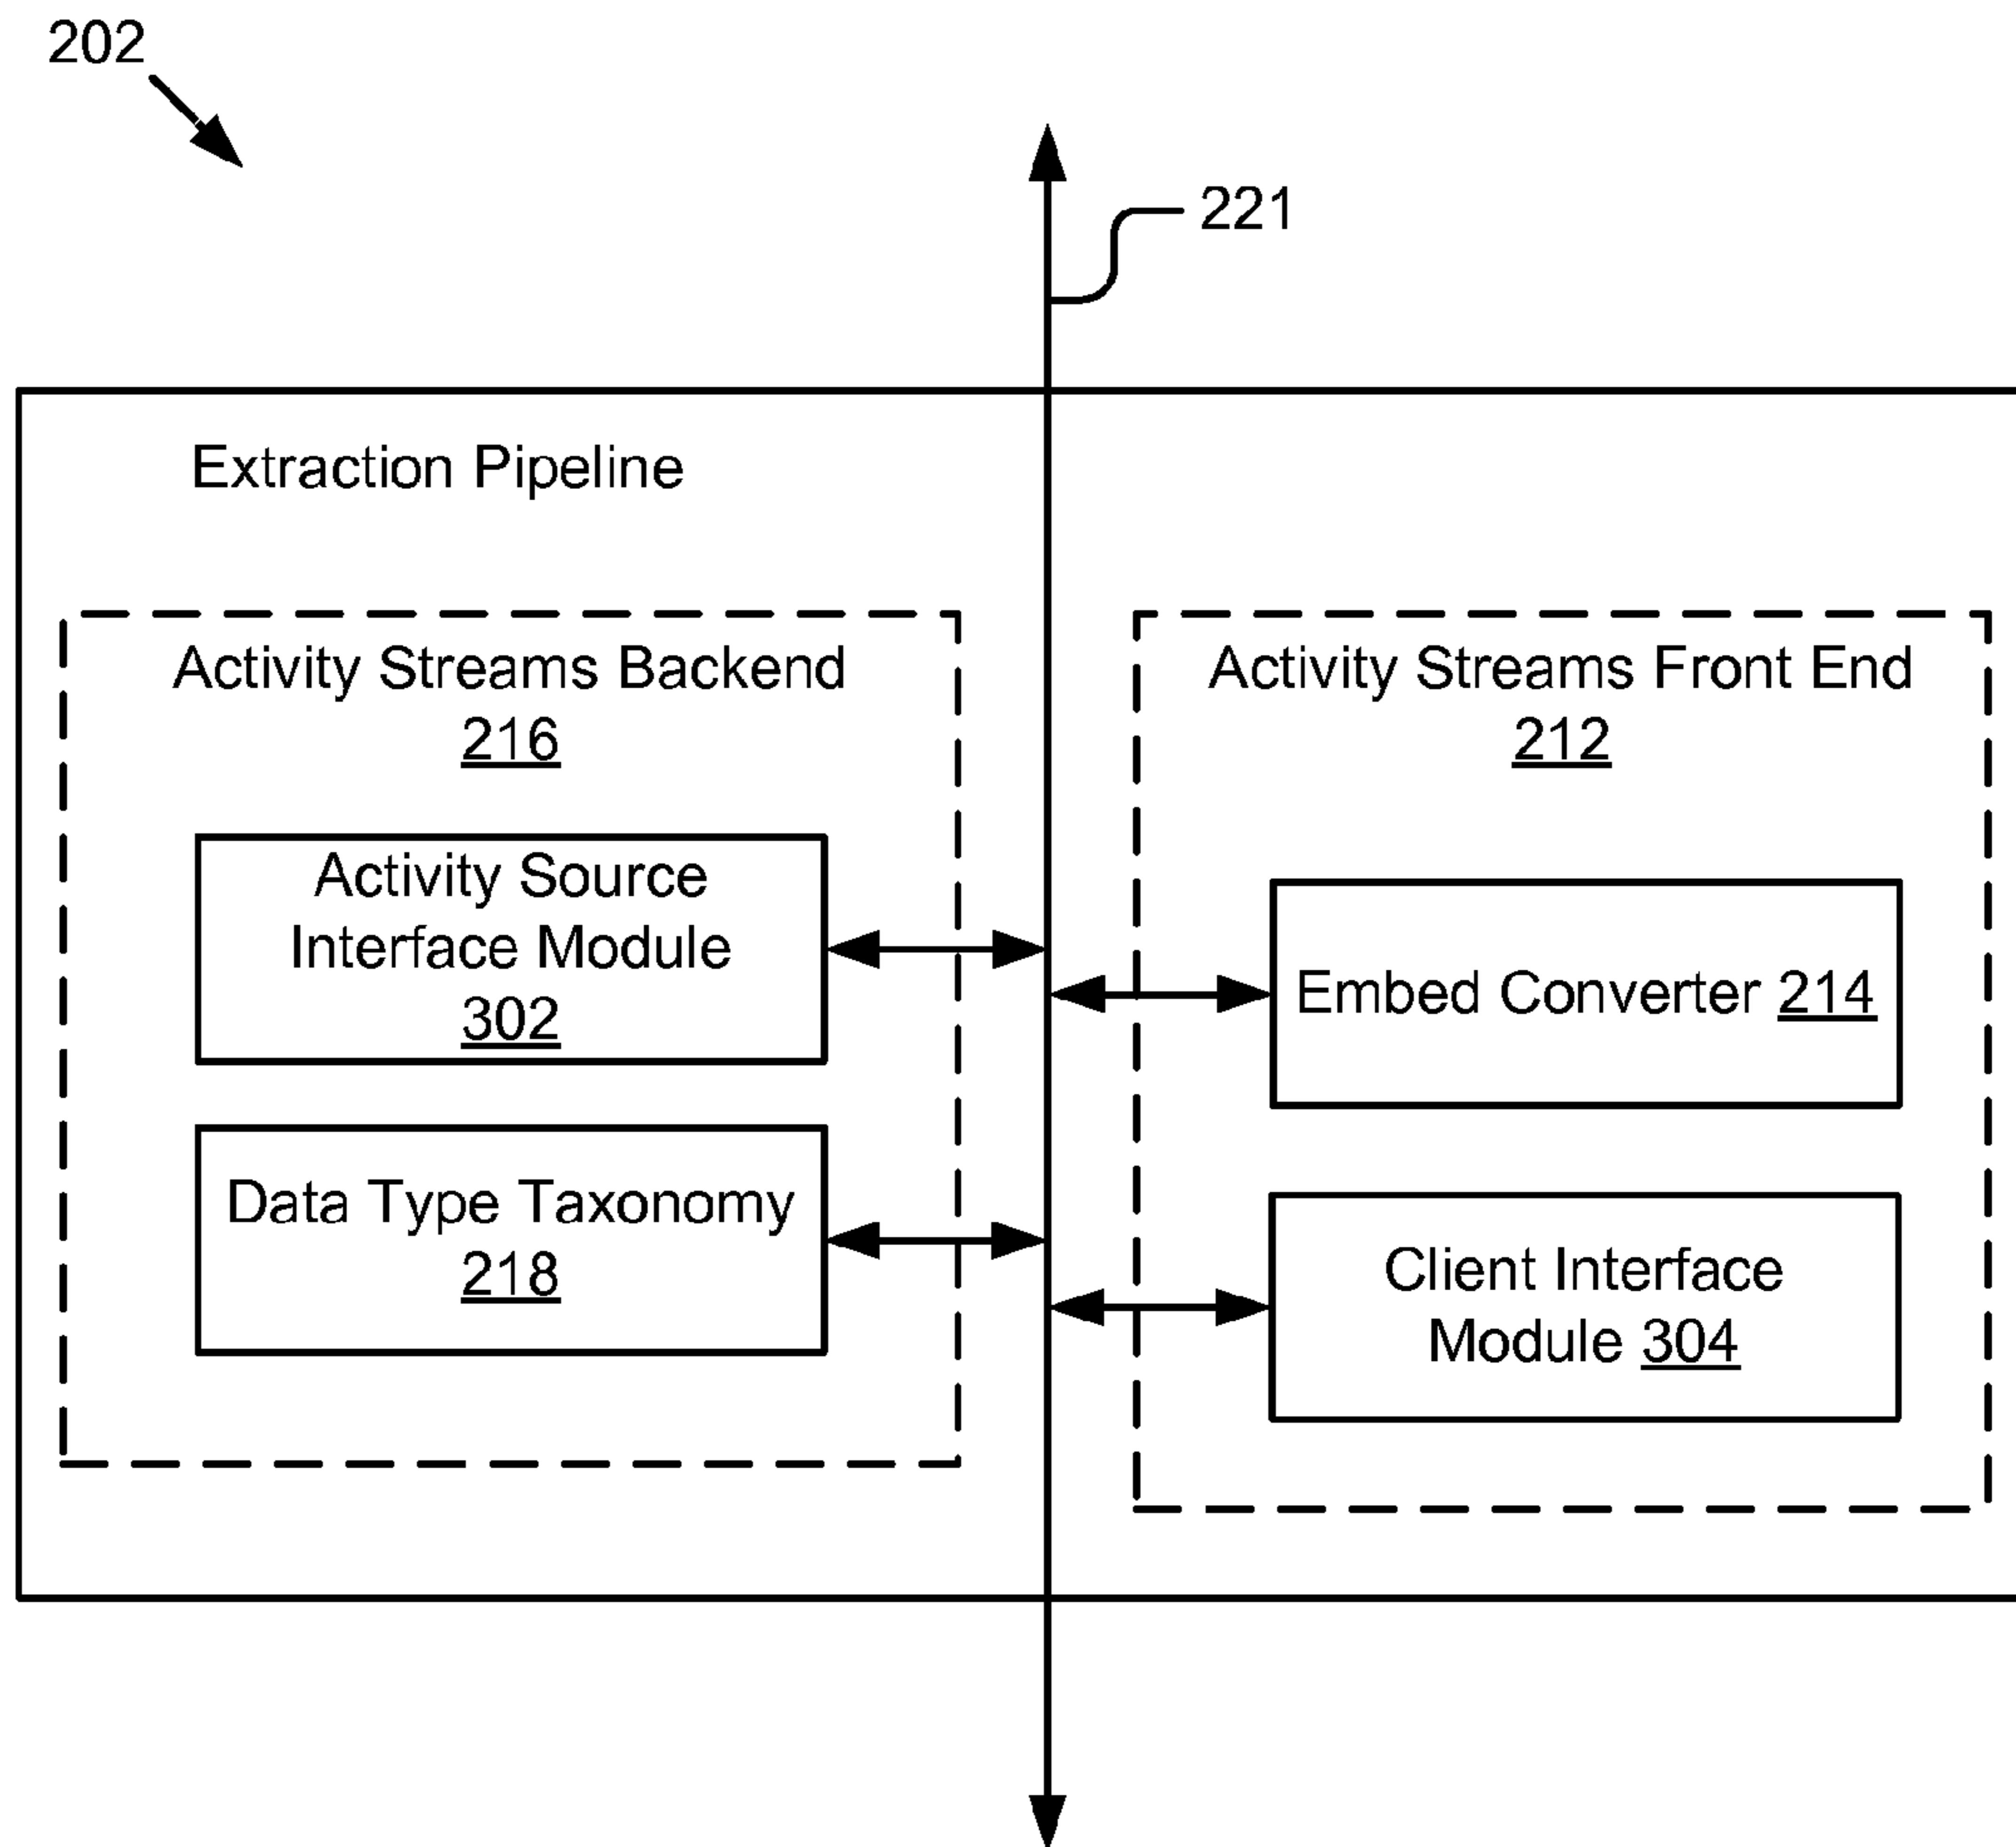 202
221
Extraction Pipeline
Activity Streams Backend
216
Activity Source
Interface Module
302
Data Type Taxonomy
218
Activity Streams Front End
212
Embed Converter 214
Client Interface
Module 304